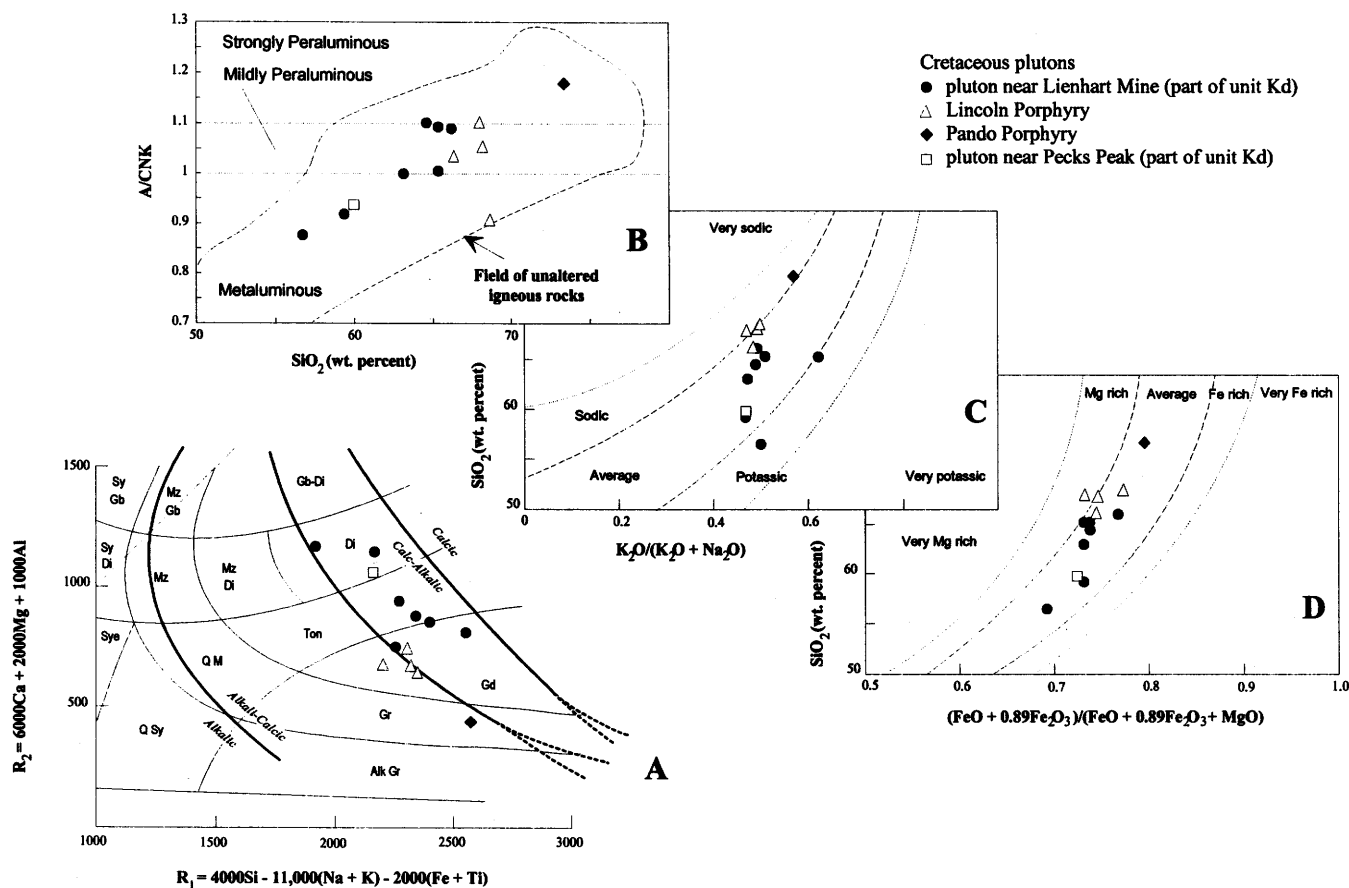 Cretaceous plutons
● pluton near Lienhart Mine (part of unit Kd)
△ Lincoln Porphyry
◆ Pando Porphyry
□ pluton near Pecks Peak (part of unit Kd)
1.3
1.2
1.1
1
0.9
0.8
0.7
A/CNK
Strongly Peraluminous
Mildly Peraluminous
Metaluminous
Field of unaltered
igneous rocks
B
50
60
70
SiO₂ (wt. percent)
Very sodic
Sodic
Average
Potassic
Very potassic
C
60
50
SiO₂ (wt. percent)
0
0.2
0.4
0.6
K₂O/(K₂O + Na₂O)
Mg rich
Average
Fe rich
Very Fe rich
Very Mg rich
D
60
50
SiO₂ (wt. percent)
0.5
0.6
0.7
0.8
0.9
1.0
(FeO + 0.89Fe₂O₃)/(FeO + 0.89Fe₂O₃ + MgO)
1500
1000
500
R₂ = 6000Ca + 2000Mg + 1000Al
Sy
Gb
Mz
Gb
Gb-Di
Sy
Di
Mz
Mz
Di
Di
Calcic
Calc-Alkalic
Sye
Q M
Ton
Gd
Q Sy
Alkali-Calcic
Alkalic
Gr
Alk Gr
A
1000
1500
2000
2500
3000
R₁ = 4000Si - 11,000(Na + K) - 2000(Fe + Ti)